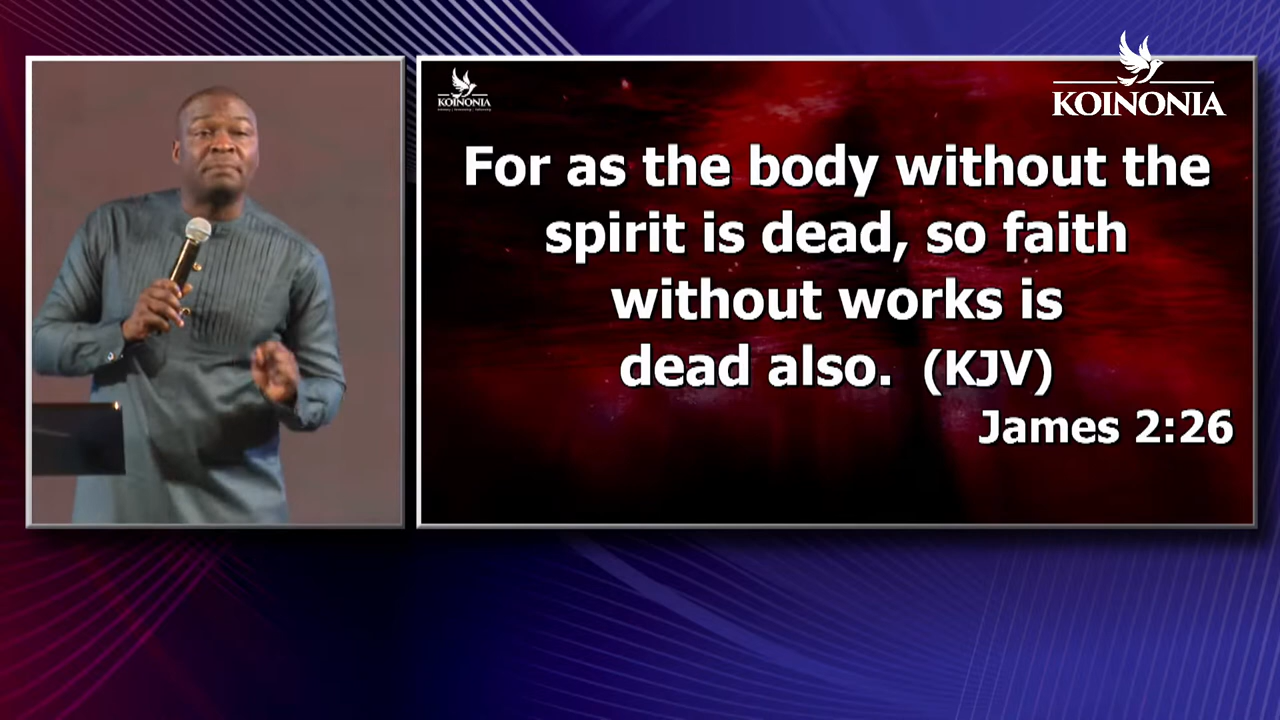 KOINONIA
KOINONIA
For as the body without the
spirit is dead, so faith
without works is
dead also.  (KJV)
James 2:26